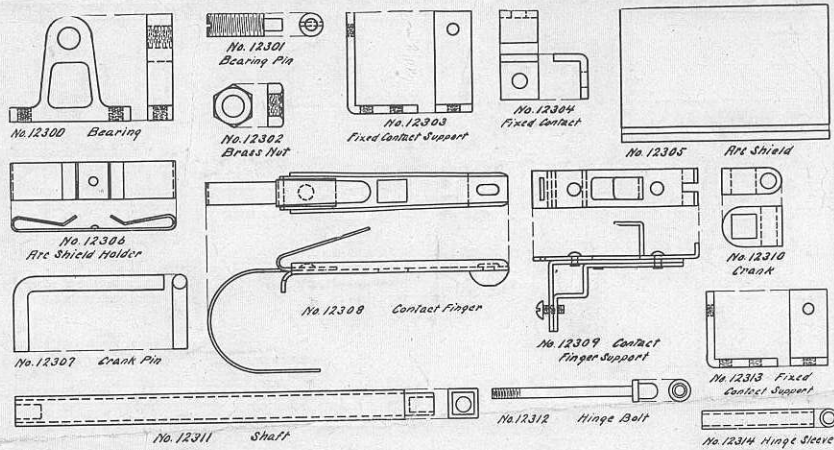 No. 12300 Bearing
No. 12301
Bearing Pin
No. 12302
Brass Nut
No. 12303
Fixed Contact Support
No. 12304
Fixed Contact
No. 12305 Arc Shield
No. 12306
Arc Shield Holder
No. 12307 Crank Pin
No. 12308 Contact Finger
No. 12309 Contact
Finger Support
No. 12310
Crank
No. 12311 Shaft
No. 12312 Hinge Bolt
No. 12313 Fixed
Contact Support
No. 12314 Hinge Sleeve